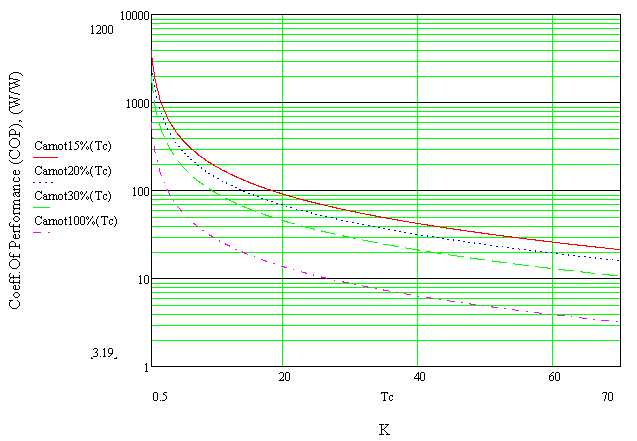 10000
1200
1000
100
10
1
3.19
Coeff.Of Performance (COP), (W/W)
Carnot15%(Tc)
Carnot20%(Tc)
Carnot30%(Tc)
Carnot100%(Tc)
20
40
60
0.5
Tc
70
K